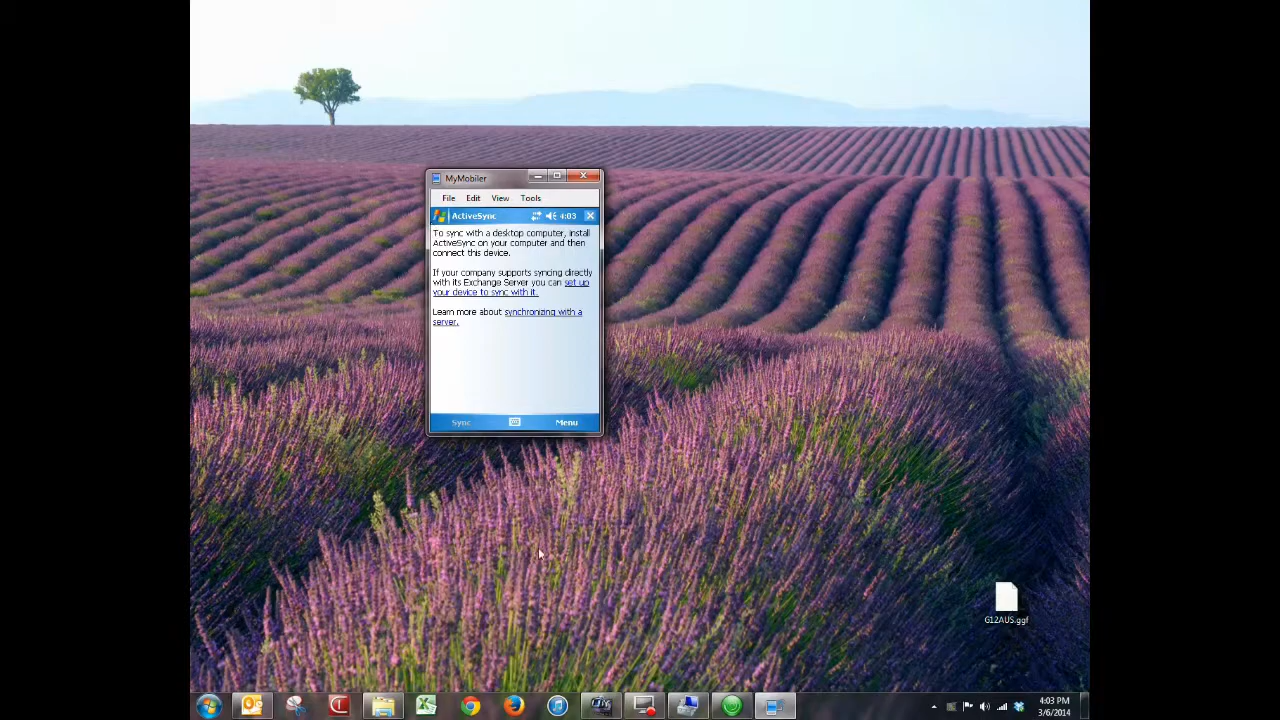 MyMobiler
File Edit View Tools
ActiveSync 4:03
To sync with a desktop computer, install
ActiveSync on your computer and then
connect this device.
If your company supports syncing directly
with its Exchange Server you can set up
your device to sync with it.
Learn more about synchronizing with a
server.
Sync Menu
G12AUS.ggf
4:03 PM
3/6/2014